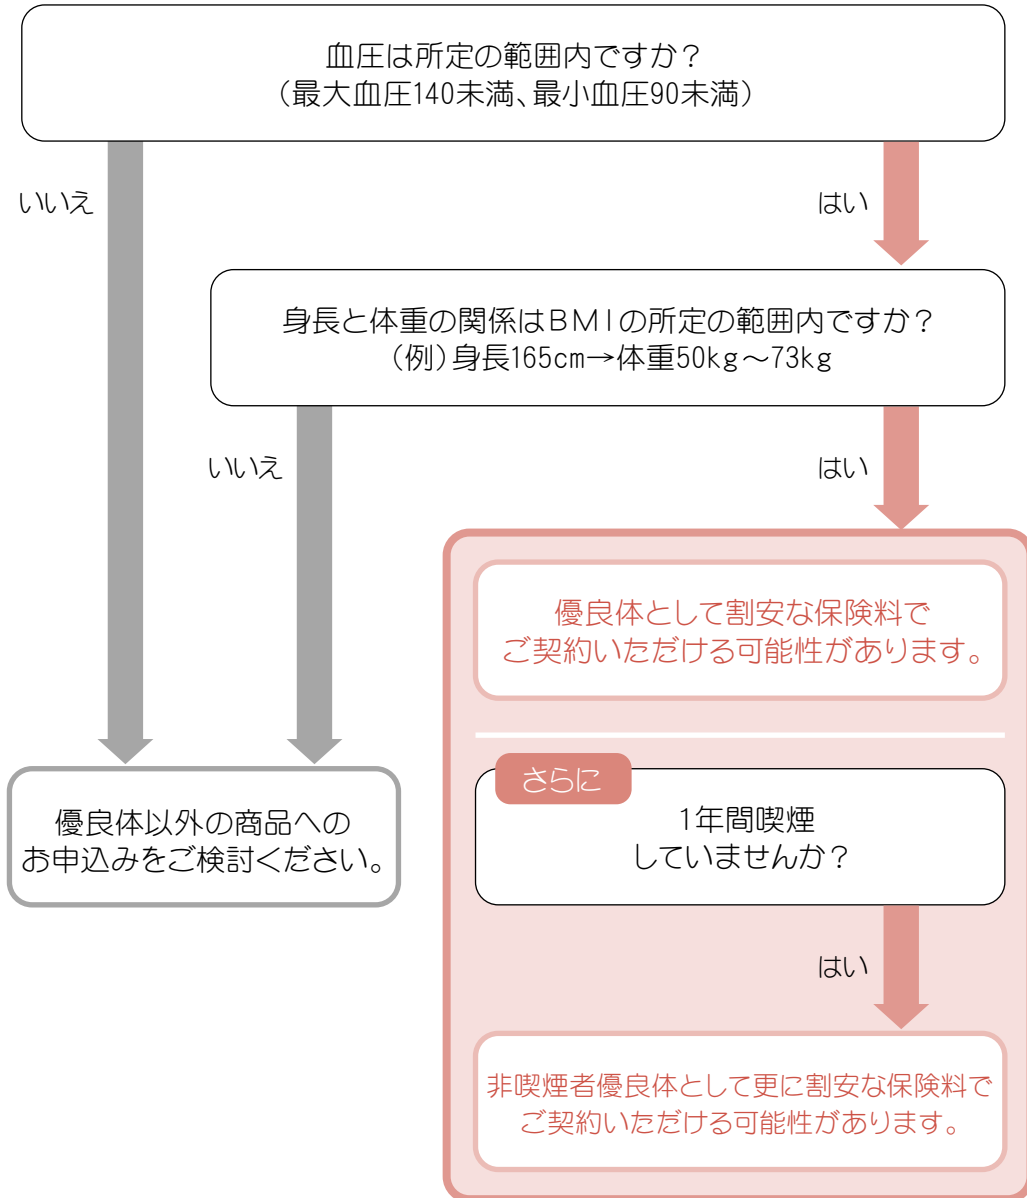 血圧は所定の範囲内ですか？
（最大血圧140未満、最小血圧90未満）
いいえ
はい
身長と体重の関係はＢＭＩの所定の範囲内ですか？
（例）身長165cm→体重50kg～73kg
いいえ
はい
優良体として割安な保険料で
ご契約いただける可能性があります。
優良体以外の商品への
お申込みをご検討ください。
さらに
1年間喫煙
していませんか？
はい
非喫煙者優良体として更に割安な保険料で
ご契約いただける可能性があります。